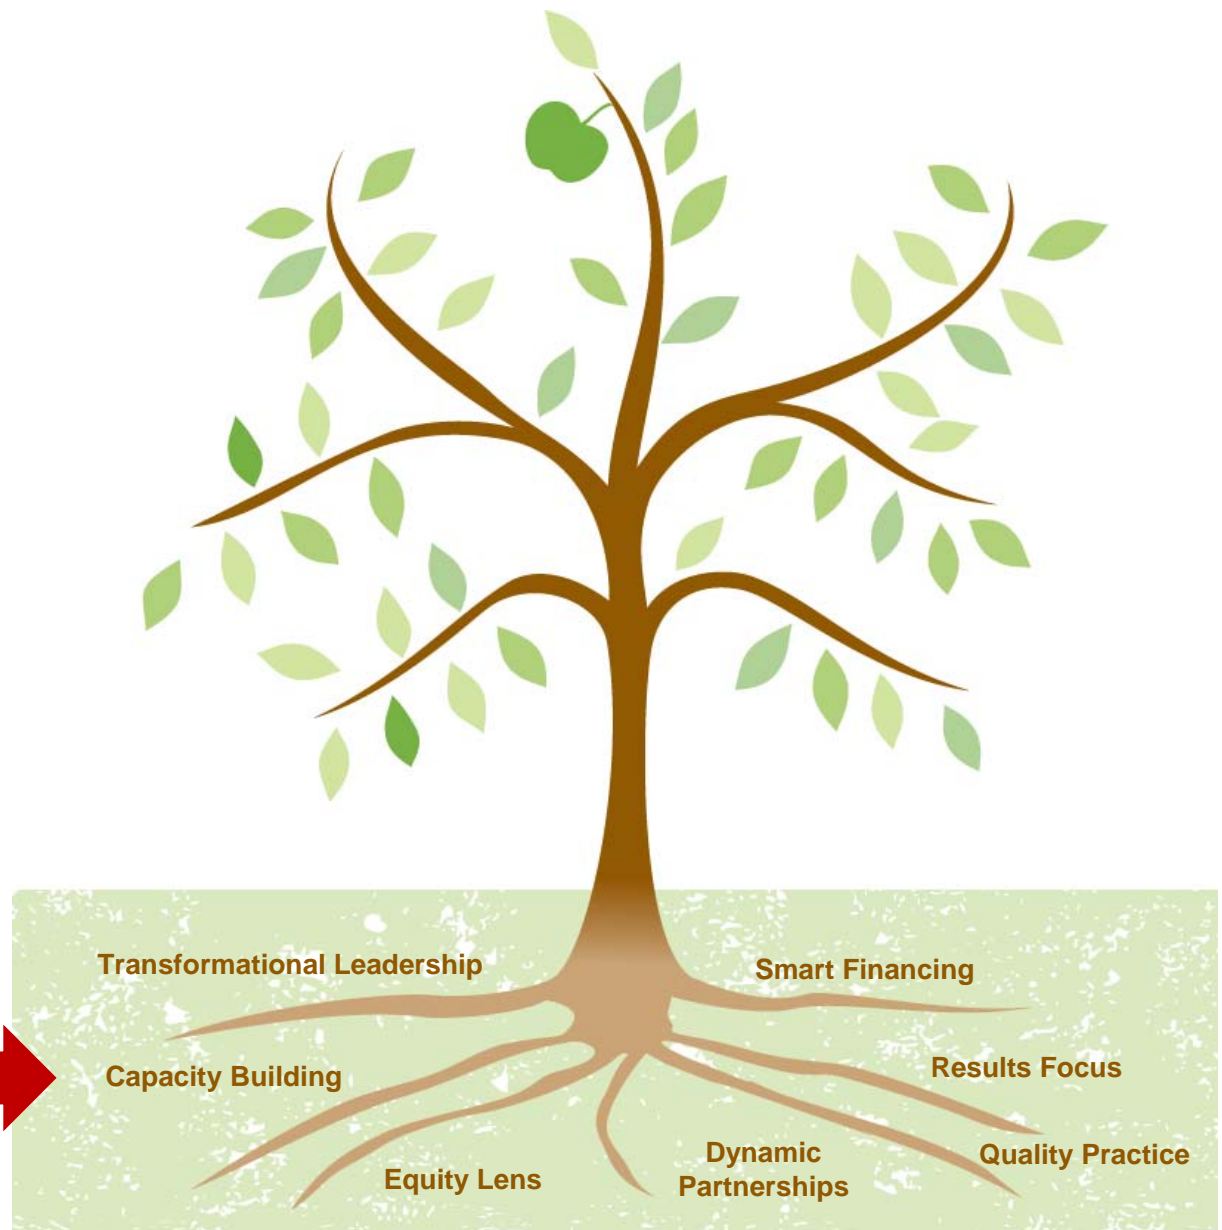 Transformational Leadership
Smart Financing
Capacity Building
Results Focus
Equity Lens
Dynamic
Partnerships
Quality Practice